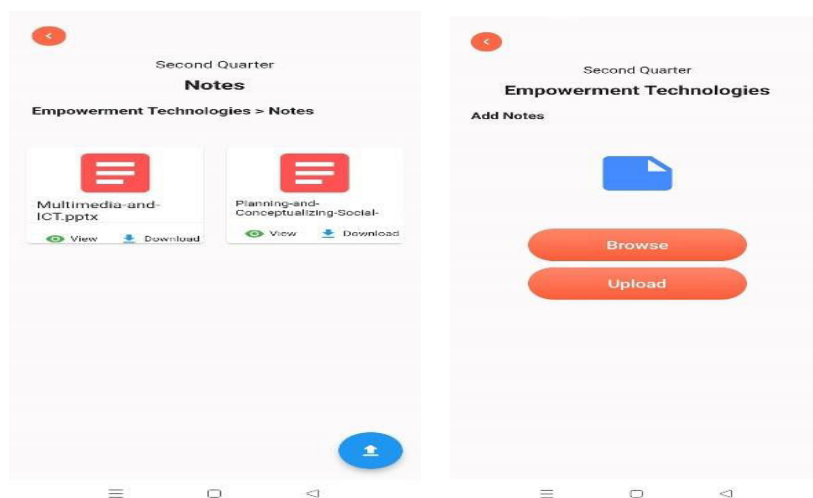 Second Quarter
Notes
Empowerment Technologies > Notes
Multimedia-and-
ICT.pptx
View Download
Planning-and-
Conceptualizing-Social-
View Download
Second Quarter
Empowerment Technologies
Add Notes
Browse
Upload